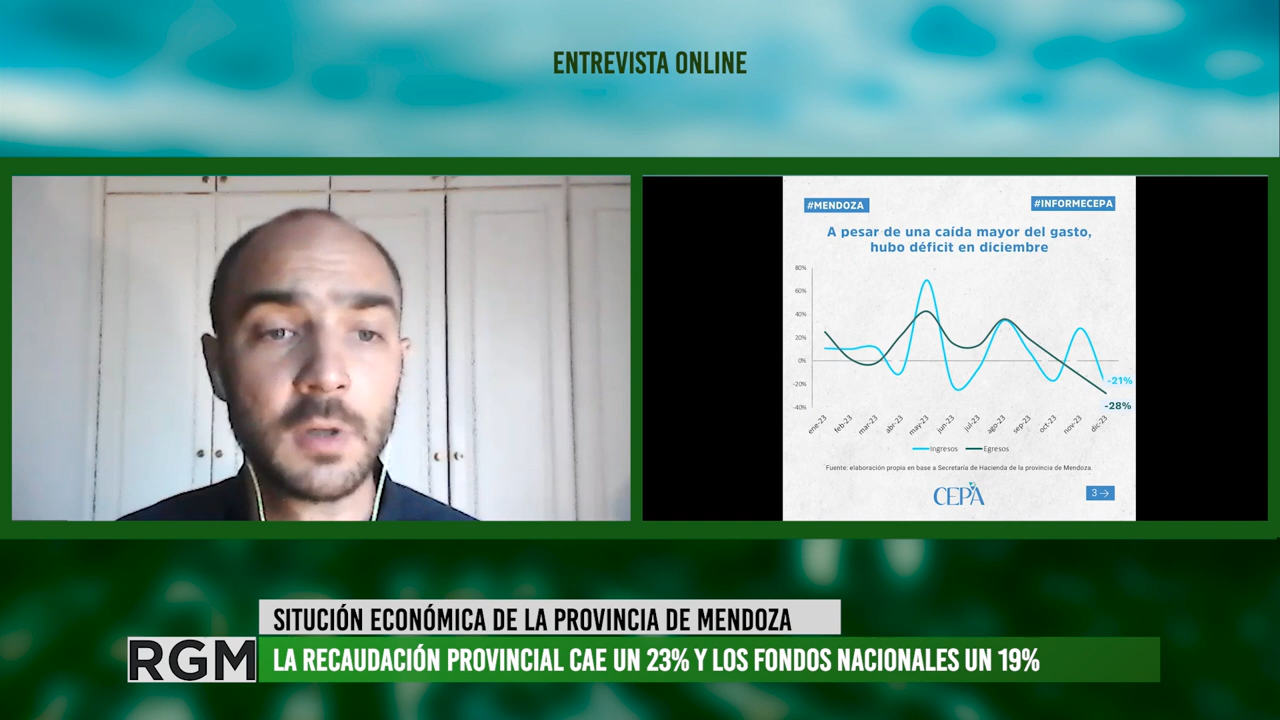 ENTREVISTA ONLINE
#MENDOZA
#INFORMECEPA
A pesar de una caída mayor del gasto,
hubo déficit en diciembre
80%
60%
40%
20%
0%
-20%
-40%
-21%
-28%
ene-23
feb-23
mar-23
abr-23
may-23
jun-23
jul-23
ago-23
sep-23
oct-23
nov-23
dic-23
Ingresos
Egresos
Fuente: elaboración propia en base a Secretaría de Hacienda de la provincia de Mendoza.
CEPA
3 →
SITUCIÓN ECONÓMICA DE LA PROVINCIA DE MENDOZA
RGM
LA RECAUDACIÓN PROVINCIAL CAE UN 23% Y LOS FONDOS NACIONALES UN 19%